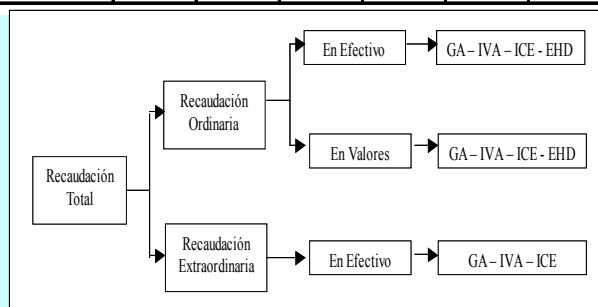 En Efectivo
GA – IVA – ICE - EHD
Recaudación
Ordinaria
En Valores
GA – IVA – ICE - EHD
Recaudación
Total
Recaudación
Extraordinaria
En Efectivo
GA – IVA – ICE